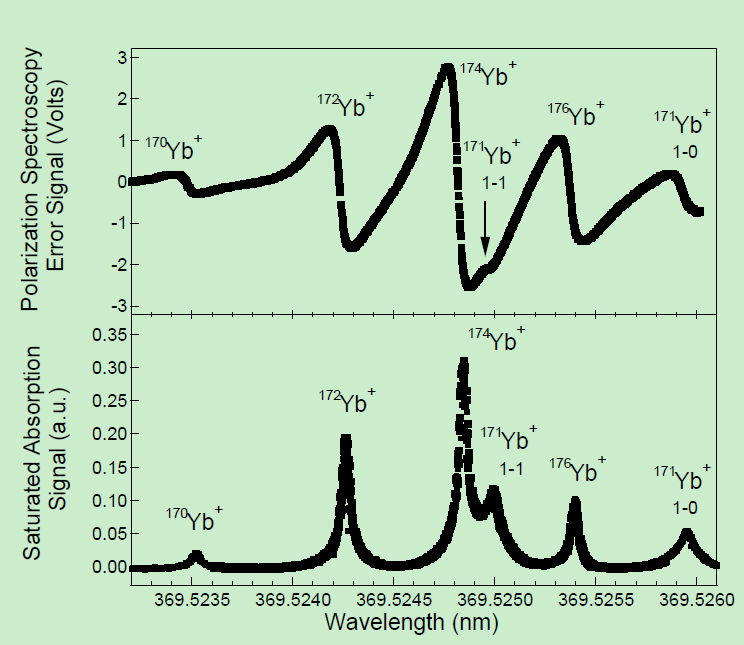 Polarization Spectroscopy
Error Signal (Volts)
3
2
1
0
-1
-2
-3
¹⁷⁰Yb⁺
¹⁷²Yb⁺
¹⁷⁴Yb⁺
¹⁷¹Yb⁺
1-1
¹⁷⁶Yb⁺
¹⁷¹Yb⁺
1-0
Saturated Absorption
Signal (a.u.)
0.35
0.30
0.25
0.20
0.15
0.10
0.05
0.00
¹⁷⁰Yb⁺
¹⁷²Yb⁺
¹⁷⁴Yb⁺
¹⁷¹Yb⁺
1-1
¹⁷⁶Yb⁺
¹⁷¹Yb⁺
1-0
369.5235 369.5240 369.5245 369.5250 369.5255 369.5260
Wavelength (nm)